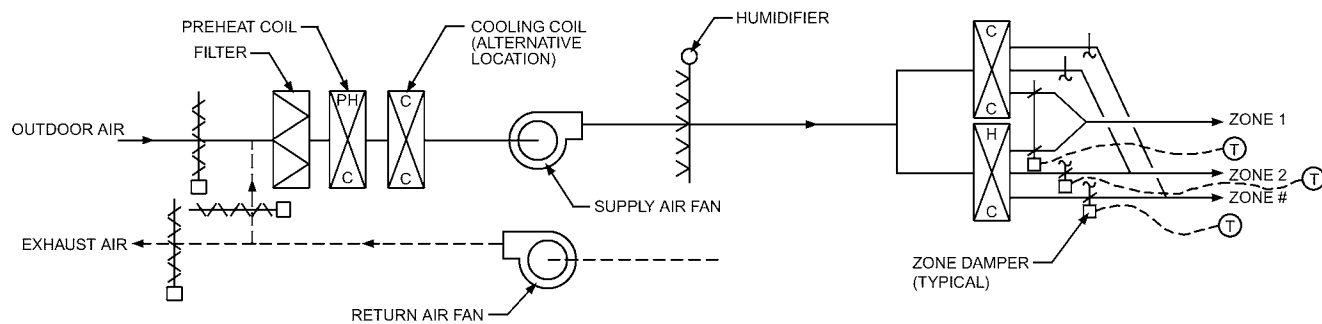 PREHEAT COIL
FILTER
COOLING COIL
(ALTERNATIVE
LOCATION)
HUMIDIFIER
PH
C
C
C
C
C
H
C
OUTDOOR AIR
SUPPLY AIR FAN
ZONE 1
T
ZONE 2
T
ZONE #
T
EXHAUST AIR
RETURN AIR FAN
ZONE DAMPER
(TYPICAL)